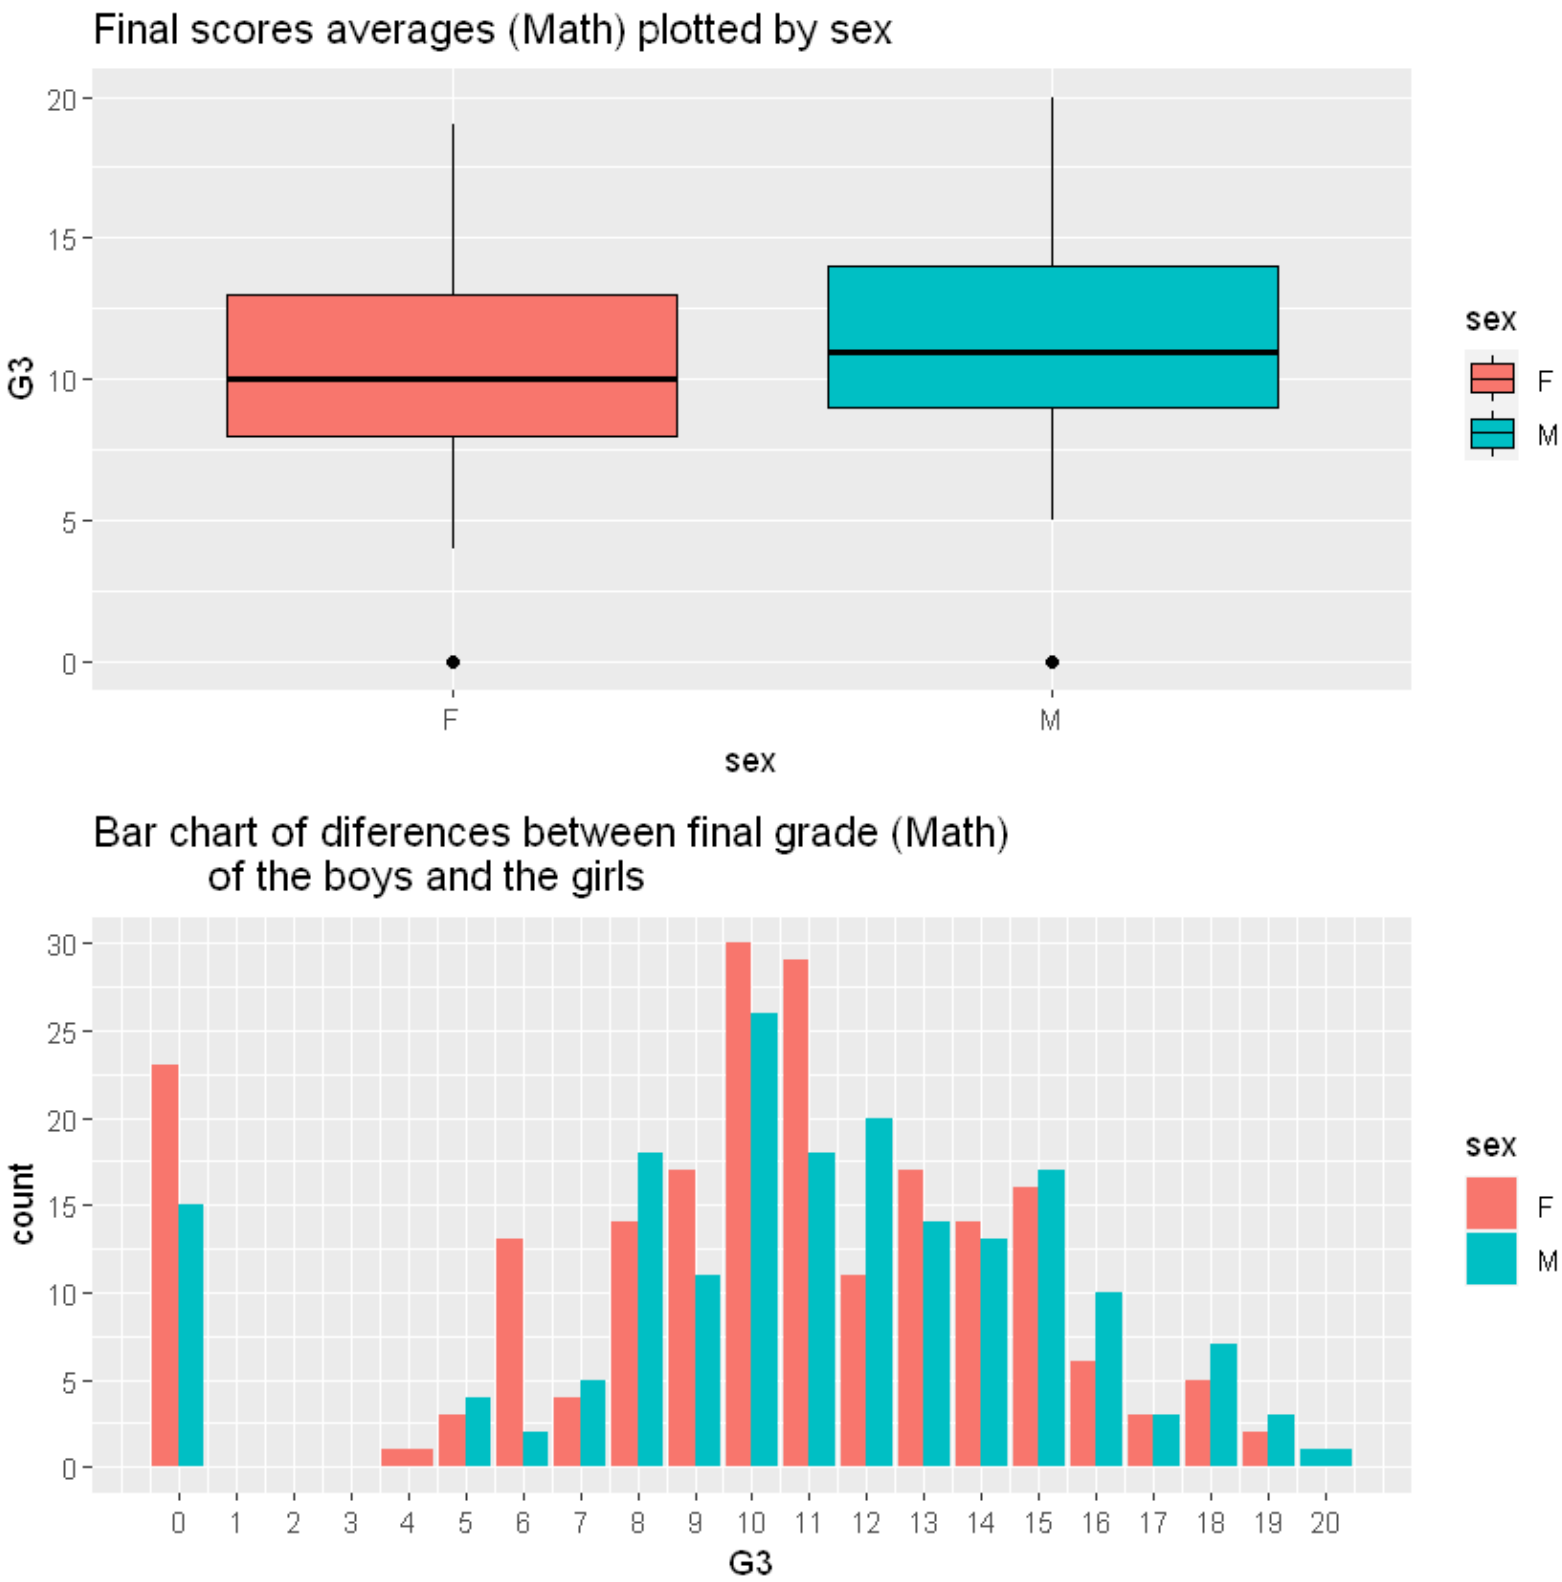 Final scores averages (Math) plotted by sex
20
15
10
5
0
G3
F
M
sex
sex
F
M
Bar chart of diferences between final grade (Math)
of the boys and the girls
30
25
20
15
10
5
0
count
0 1 2 3 4 5 6 7 8 9 10 11 12 13 14 15 16 17 18 19 20
G3
sex
F
M